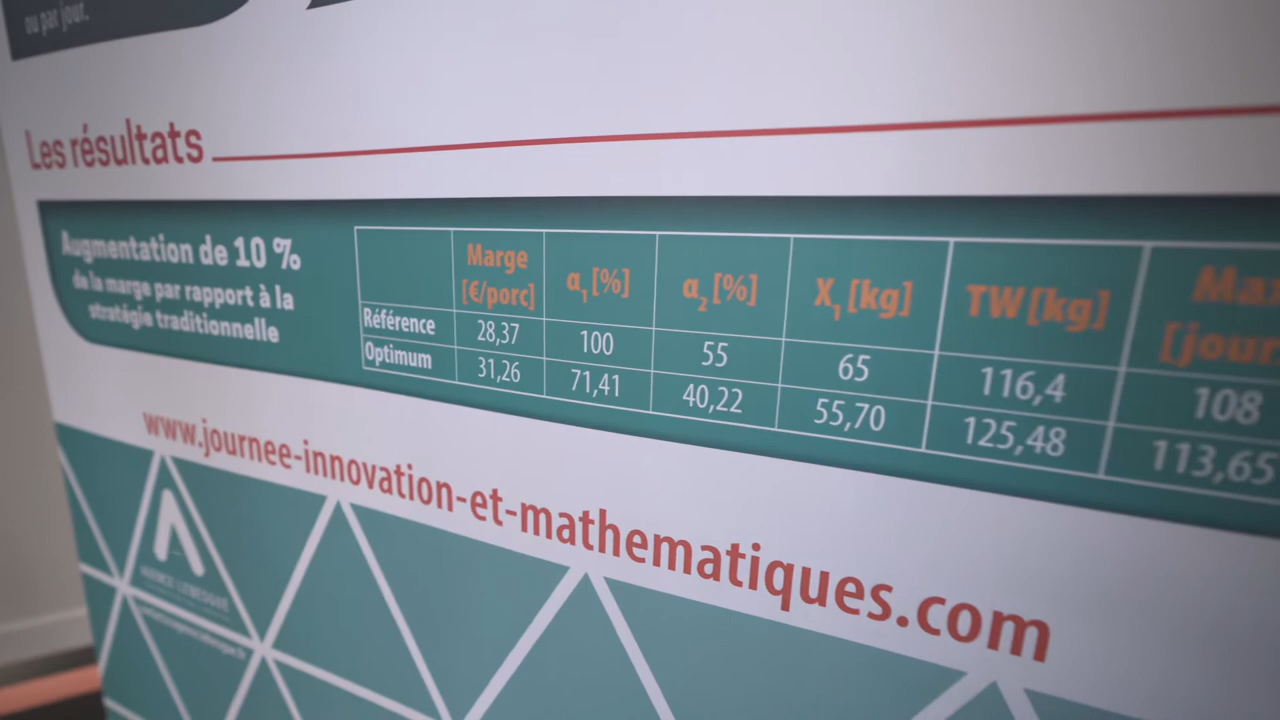 ou par jour.
Les résultats
Augmentation de 10 %
de la marge par rapport à la
stratégie traditionnelle
Marge [€/porc] α1 [%] α2 [%] X1 [kg] TW [kg]
Référence 28,37 100 55 65 116,4 108
Optimum 31,26 71,41 40,22 55,70 125,48 113,65
www.journee-innovation-et-mathematiques.com